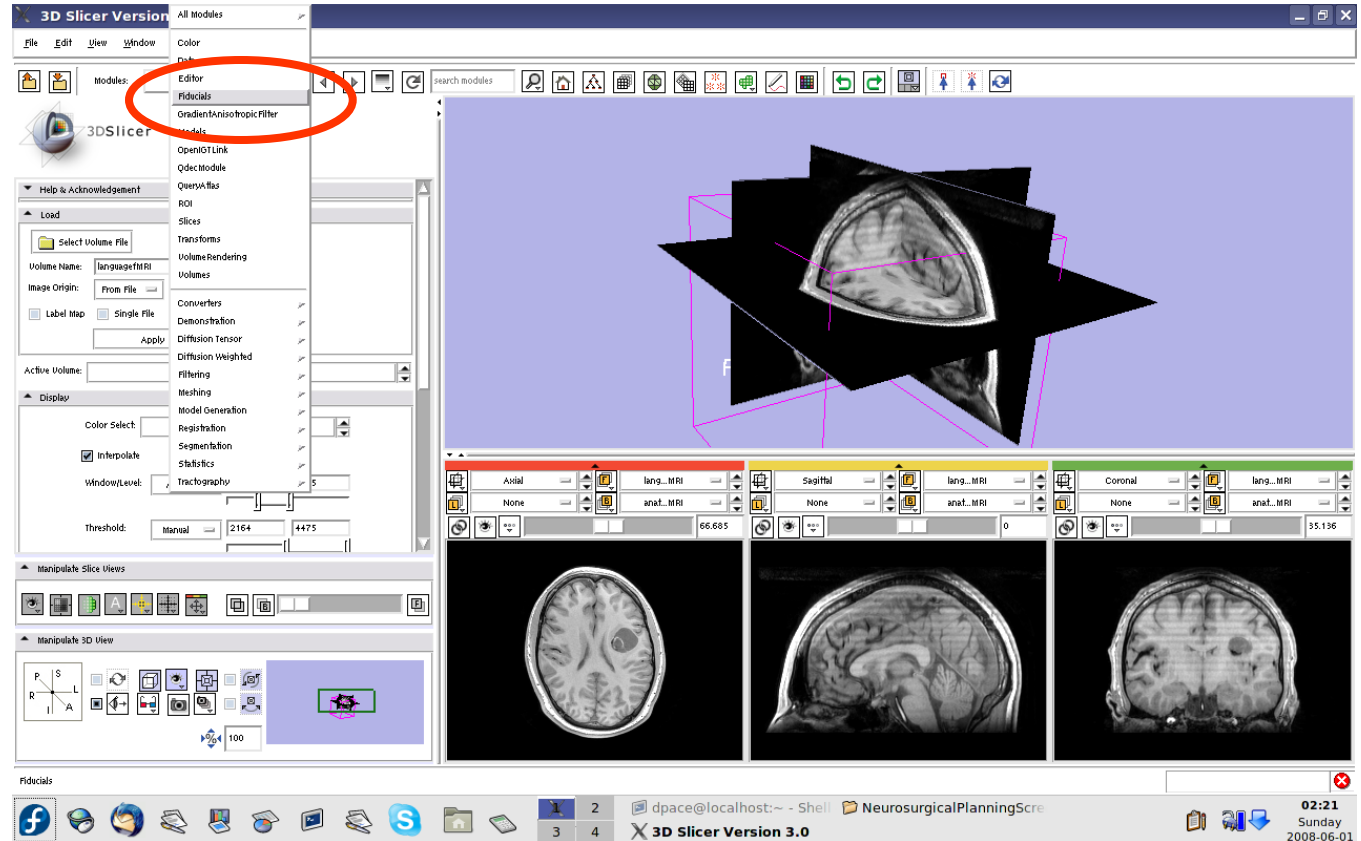 3D Slicer Version
All Modules
File Edit View Window
Color
Editor
Modules:
search modules
Fiducials
GradientAnisotropicFilter
3DSlicer
Models
OpenIGTLink
QdecModule
QueryAtlas
ROI
Slices
Transforms
VolumeRendering
Volumes
Converters
Demonstration
Diffusion Tensor
Diffusion Weighted
Filtering
Meshing
Model Generation
Registration
Segmentation
Statistics
Tractography
Help & Acknowledgement
Load
Select Volume File
Volume Name: languagefMRI
Image Origin: From File
Label Map Single File
Apply
Active Volume:
Display
Color Select:
Interpolate
Window/Level: 5
Threshold: Manual 2164 4475
Manipulate Slice Views
Manipulate 3D View
P S
R L
I A
100
Axial lang...MRI
None anat...MRI
66.685
Sagittal lang...MRI
None anat...MRI
0
Coronal lang...MRI
None anat...MRI
35.136
Fiducials
1 2
3 4
dpace@localhost:~ - Shell
NeurosurgicalPlanningScre
3D Slicer Version 3.0
02:21
Sunday
2008-06-01